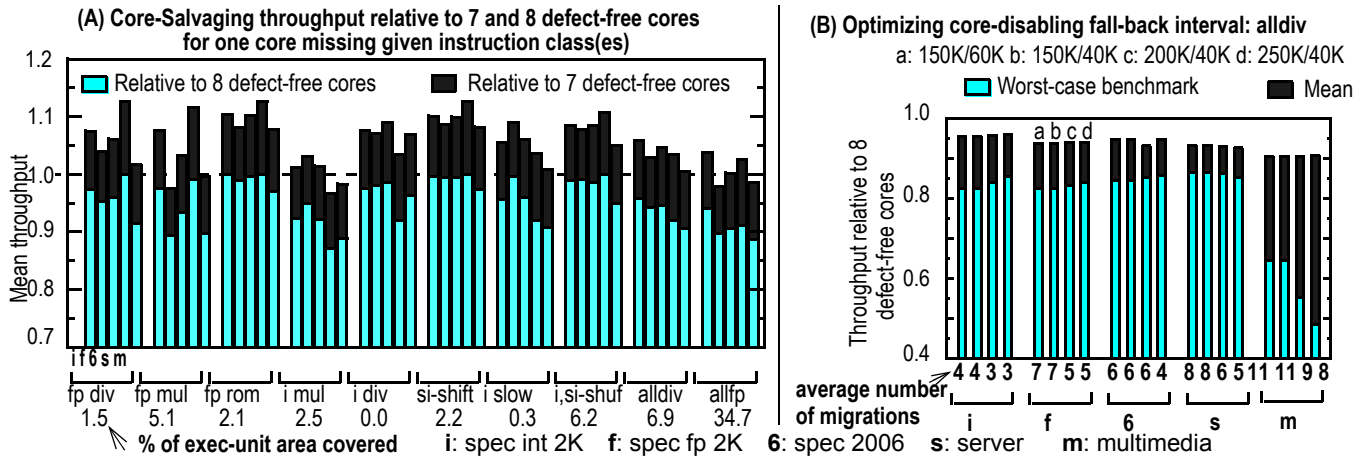 (A) Core-Salvaging throughput relative to 7 and 8 defect-free cores
for one core missing given instruction class(es)
Relative to 8 defect-free cores
Relative to 7 defect-free cores
Mean throughput
1.2
1.1
1.0
0.9
0.8
0.7
i f 6 s m
fp div fp mul fp rom i mul i div si-shift i slow i,si-shuf alldiv allfp
1.5 5.1 2.1 2.5 0.0 2.2 0.3 6.2 6.9 34.7
% of exec-unit area covered
(B) Optimizing core-disabling fall-back interval: alldiv
a: 150K/60K b: 150K/40K c: 200K/40K d: 250K/40K
Worst-case benchmark
Mean
Throughput relative to 8
defect-free cores
1.0
0.8
0.6
0.4
a b c d
4 4 3 3 7 7 5 5 6 6 6 4 8 8 6 5 11 11 9 8
average number
of migrations
i f 6 s m
i: spec int 2K f: spec fp 2K 6: spec 2006 s: server m: multimedia